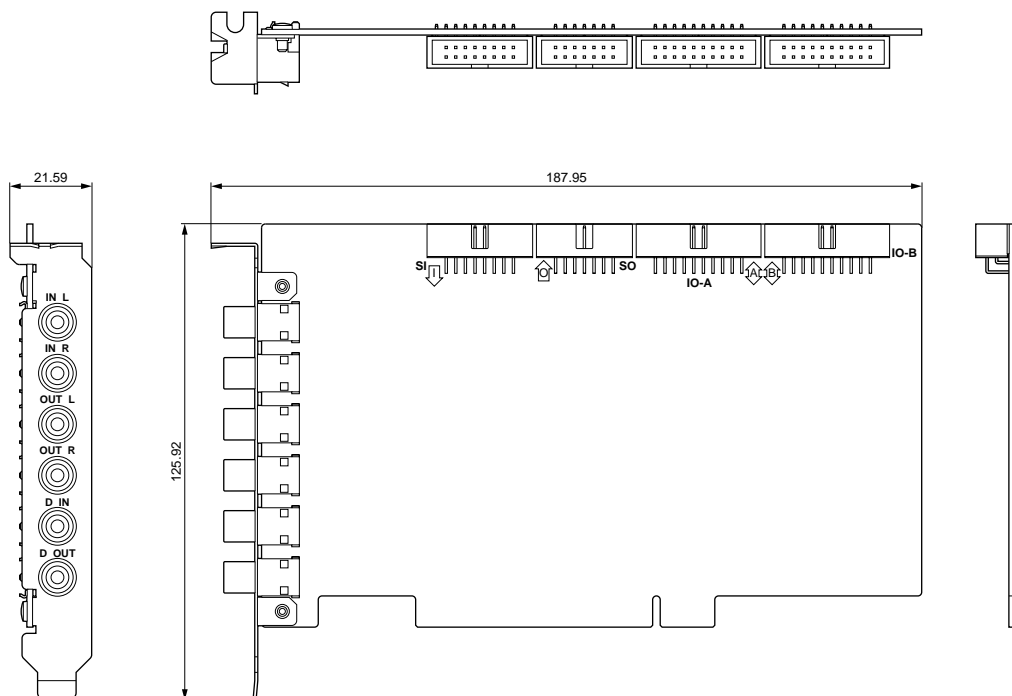 21.59
187.95
IO-B
SI
I
O
SO
IO-A
A
B
IN L
IN R
OUT L
OUT R
D IN
D OUT
125.92